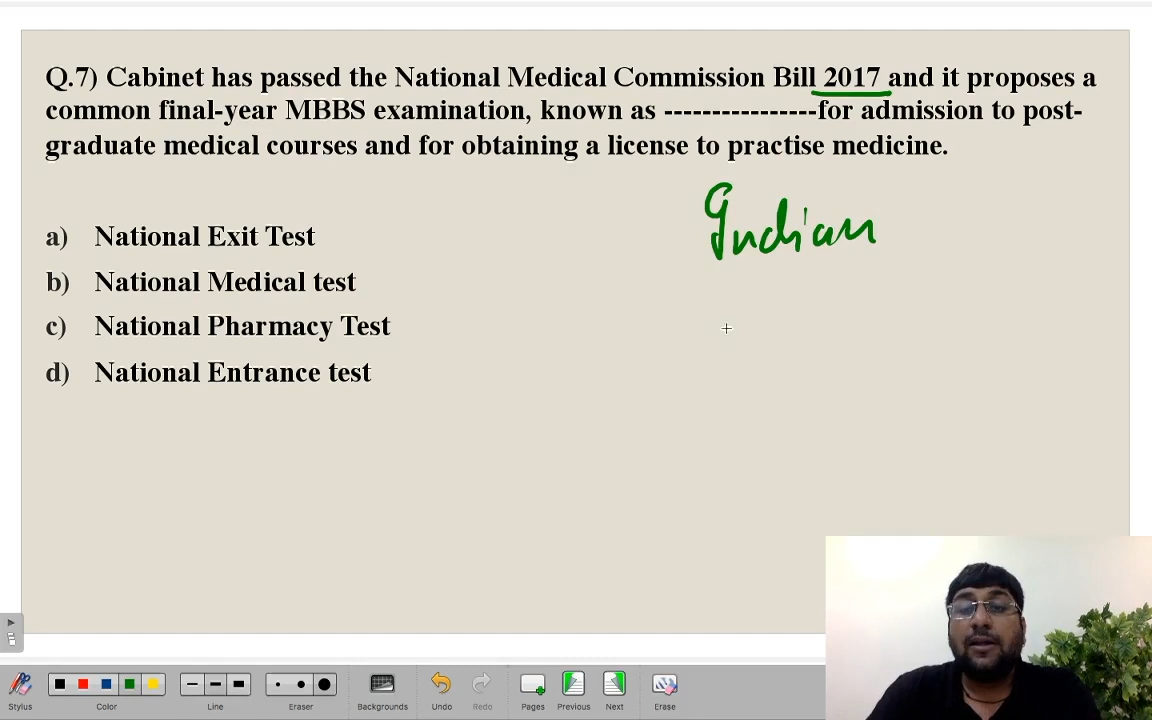 Q.7) Cabinet has passed the National Medical Commission Bill 2017 and it proposes a
common final-year MBBS examination, known as ----------------for admission to post-
graduate medical courses and for obtaining a license to practise medicine.
Indian
a) National Exit Test
b) National Medical test
c) National Pharmacy Test
d) National Entrance test
Stylus Color Line Eraser Backgrounds Undo Redo Pages Previous Next Erase